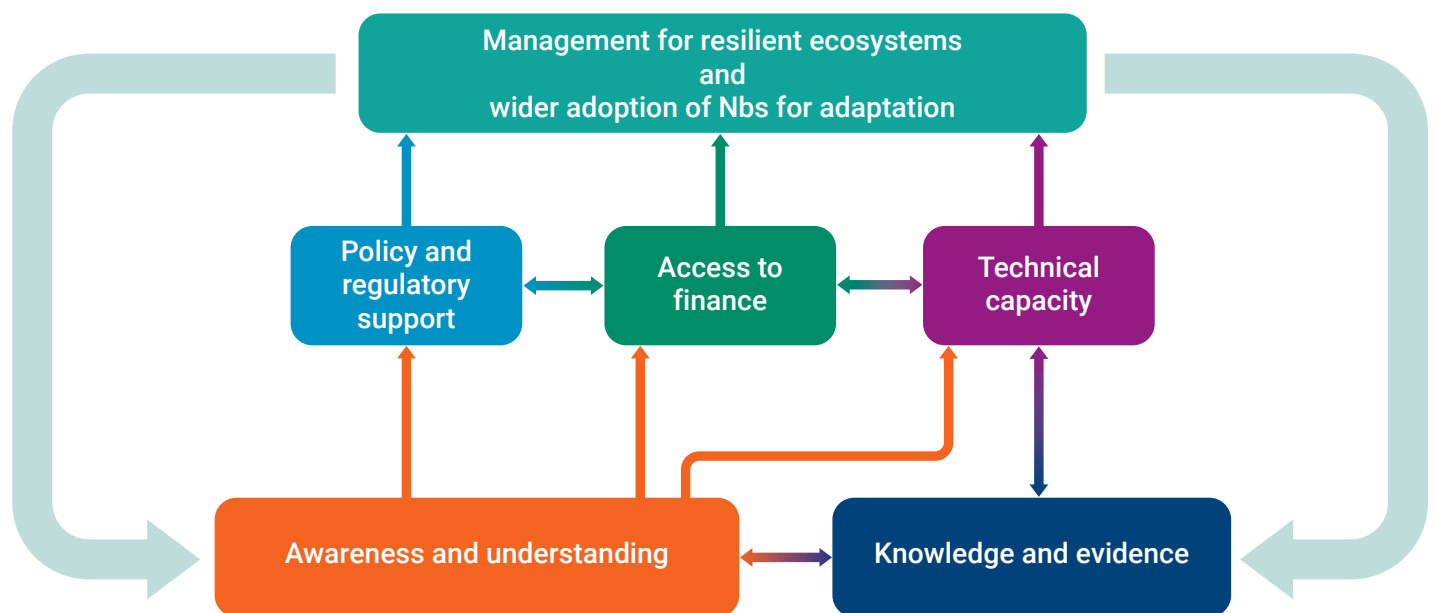 Management for resilient ecosystems
and
wider adoption of Nbs for adaptation
Policy and
regulatory
support
Access to
finance
Technical
capacity
Awareness and understanding
Knowledge and evidence